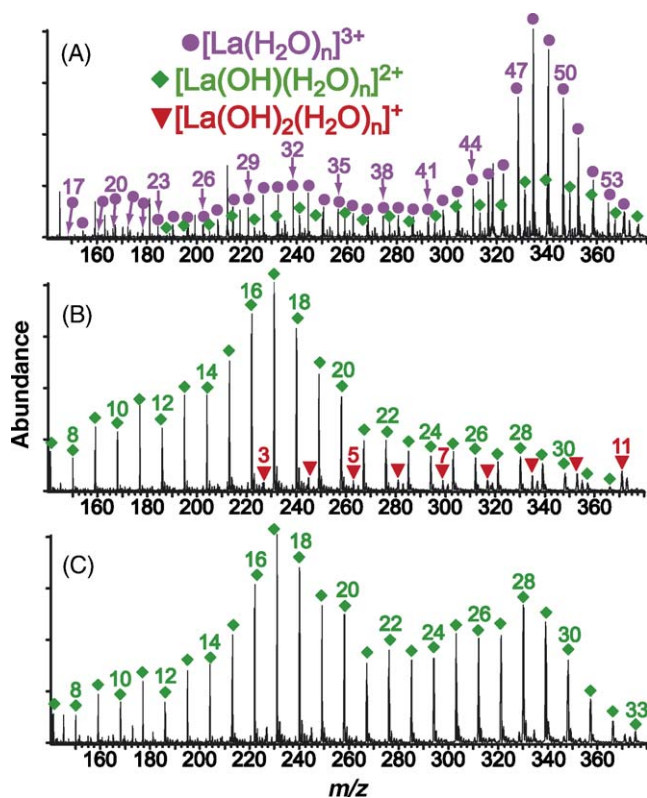 (A)
[La(H₂O)ₙ]³⁺
[La(OH)(H₂O)ₙ]²⁺
[La(OH)₂(H₂O)ₙ]⁺
17 20 23 26 29 32 35 38 41 44 47 50 53
160 180 200 220 240 260 280 300 320 340 360
Abundance
(B)
8 10 12 14 16 18 20 22 24 26 28 30
3 5 7 11
160 180 200 220 240 260 280 300 320 340 360
(C)
8 10 12 14 16 18 20 22 24 26 28 30 33
160 180 200 220 240 260 280 300 320 340 360
m/z